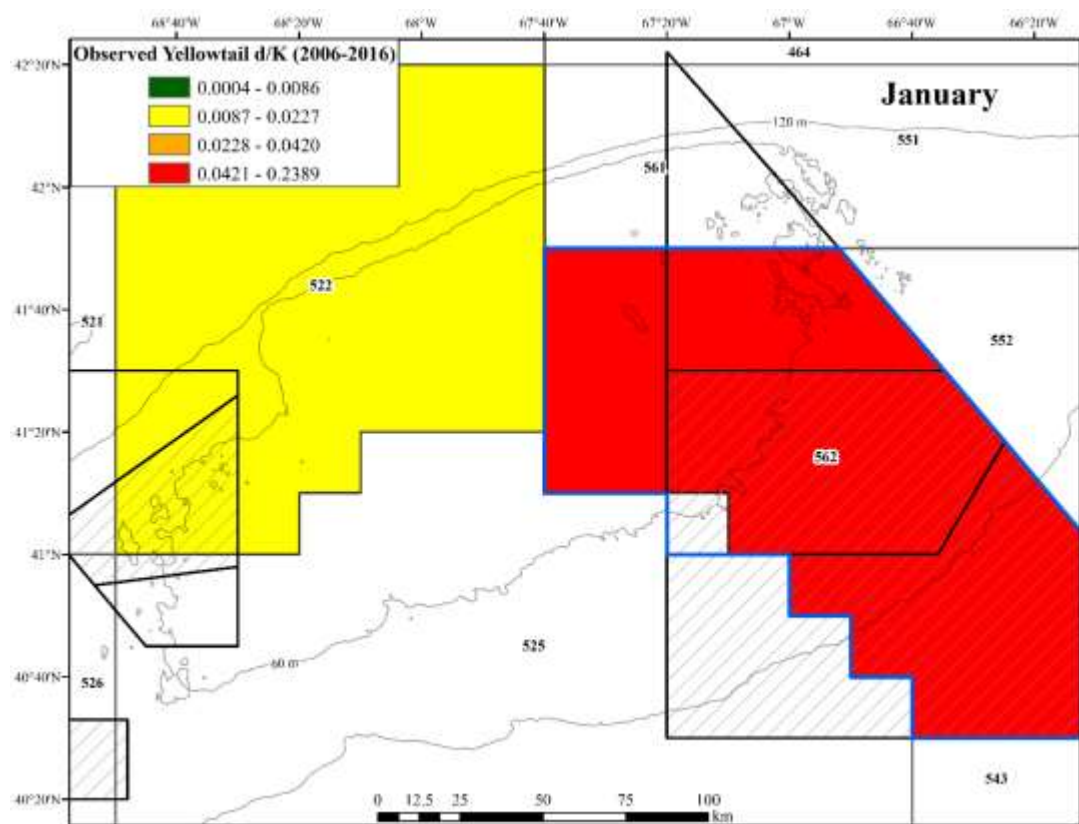 68°40'W 68°20'W 68°W 67°40'W 67°20'W 67°W 66°40'W 66°20'W
Observed Yellowtail d/K (2006-2016)
0.0004 - 0.0086
0.0087 - 0.0227
0.0228 - 0.0420
0.0421 - 0.2389
January
464
42°20'N
120 m
551
561
42°N
522
41°40'N
521
552
41°20'N
562
41°N
525
60 m
526
40°40'N
543
40°20'N
0 12.5 25 50 75 100
km